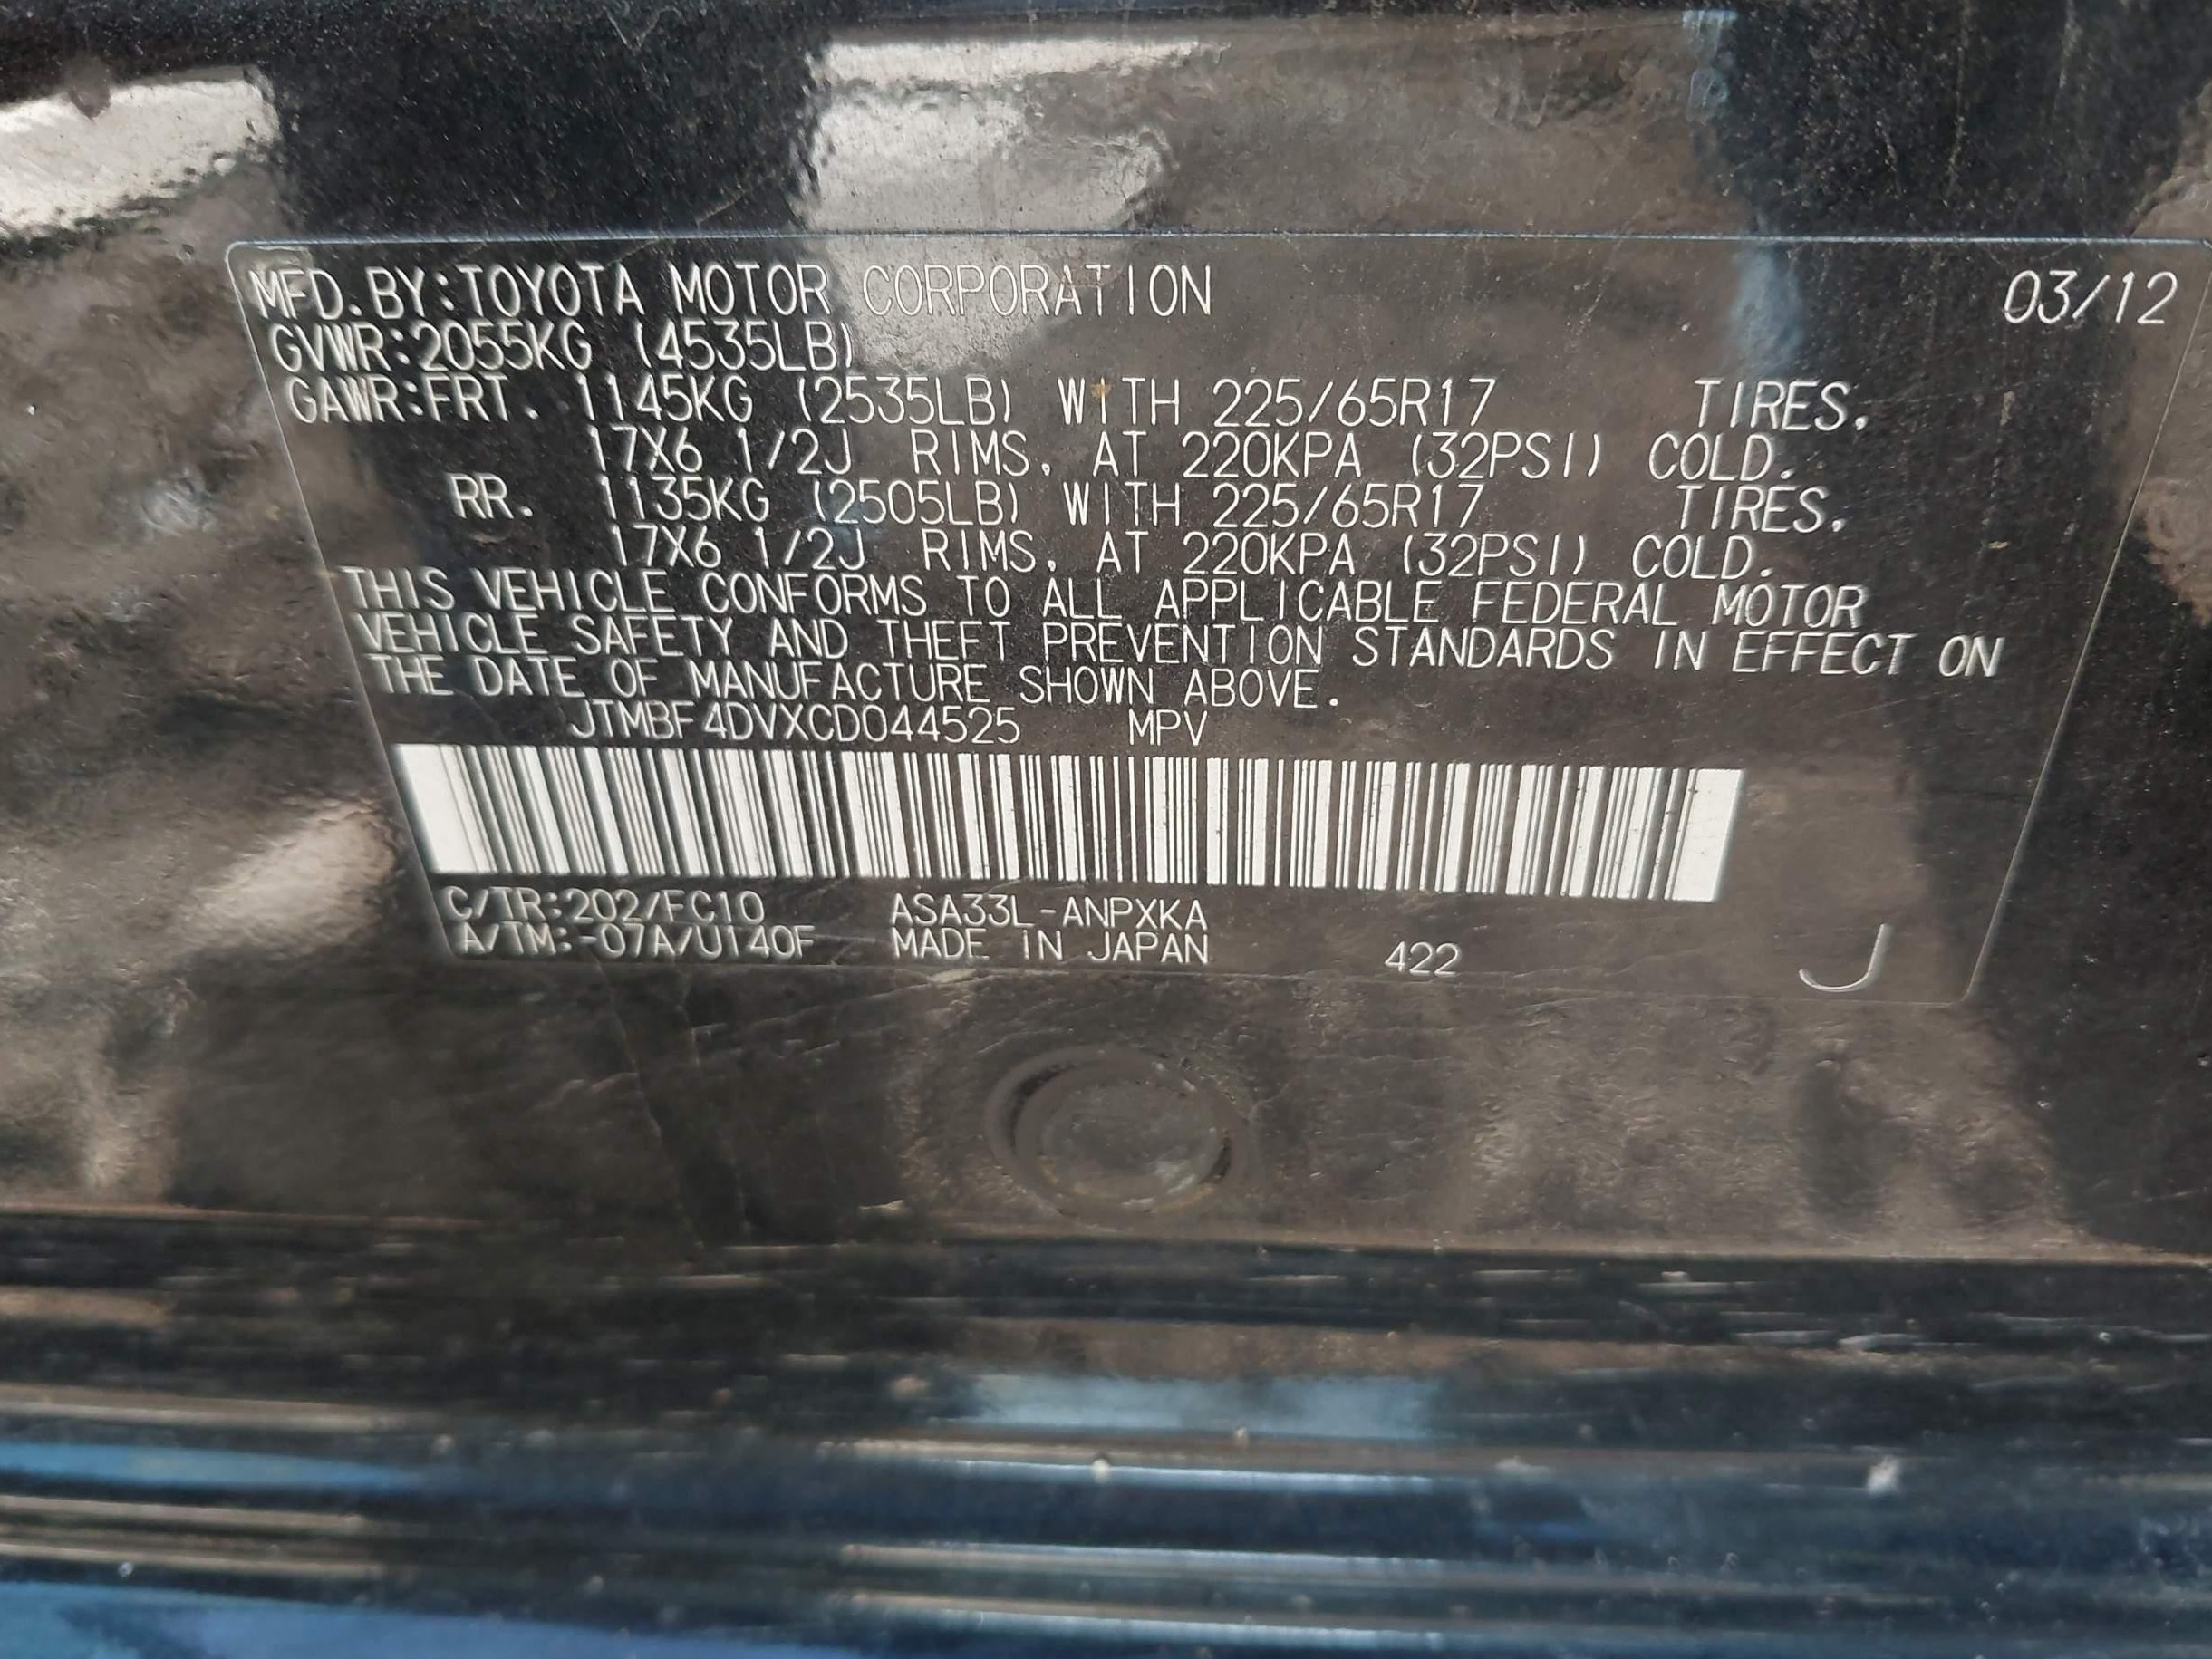 MFD.BY:TOYOTA MOTOR CORPORATION 03/12
GVWR:2055KG (4535LB)
GAWR:FRT. 1145KG (2535LB) WITH 225/65R17 TIRES,
17X6 1/2J RIMS, AT 220KPA (32PSI) COLD.
RR. 1135KG (2505LB) WITH 225/65R17 TIRES,
17X6 1/2J RIMS, AT 220KPA (32PSI) COLD.
THIS VEHICLE CONFORMS TO ALL APPLICABLE FEDERAL MOTOR
VEHICLE SAFETY AND THEFT PREVENTION STANDARDS IN EFFECT ON
THE DATE OF MANUFACTURE SHOWN ABOVE.
JTMBF4DVXCD044525 MPV
C/TR:202/FC10 ASA33L-ANPXKA
A/TM:-07A/U140F MADE IN JAPAN 422 J